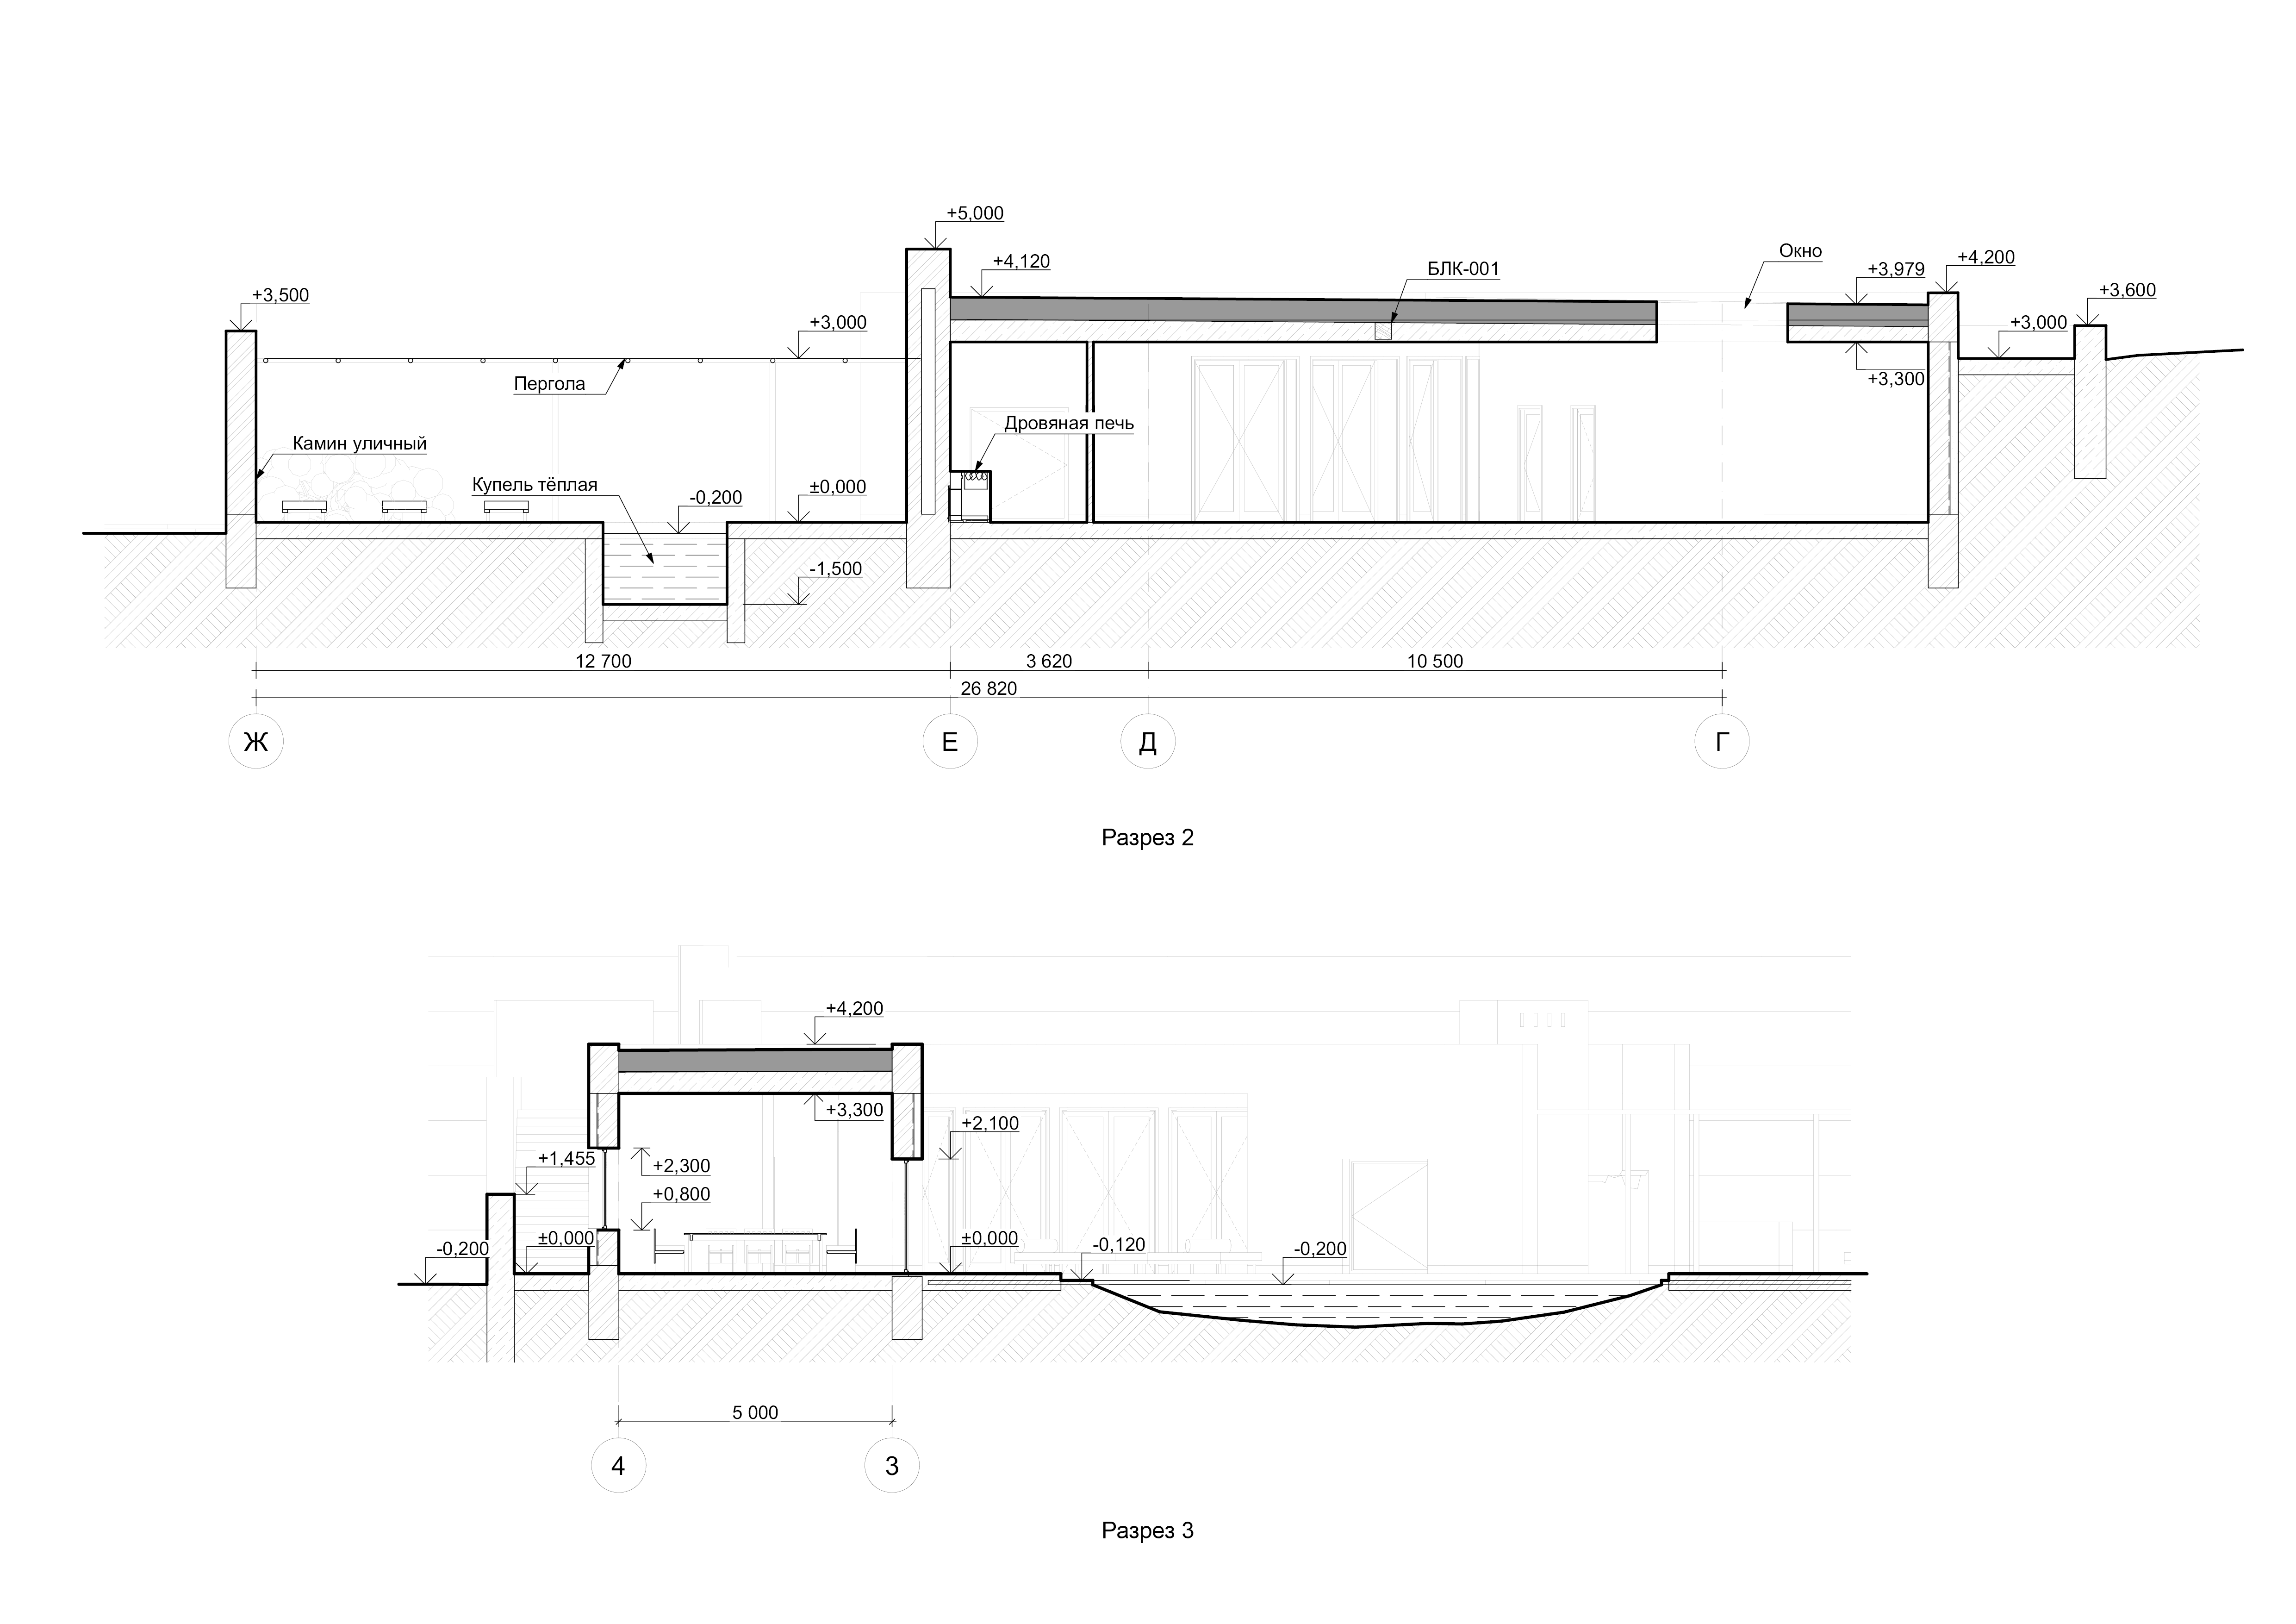 +5,000
Окно
+4,120
БЛК-001
+3,979
+4,200
+3,500
+3,600
+3,000
+3,000
+3,300
Пергола
Дровяная печь
Камин уличный
Купель тёплая
-0,200
±0,000
-1,500
12 700
3 620
10 500
26 820
Ж
Е
Д
Г
Разрез 2
+4,200
+3,300
+2,100
+1,455
+2,300
+0,800
±0,000
±0,000
-0,200
-0,120
-0,200
5 000
4
3
Разрез 3